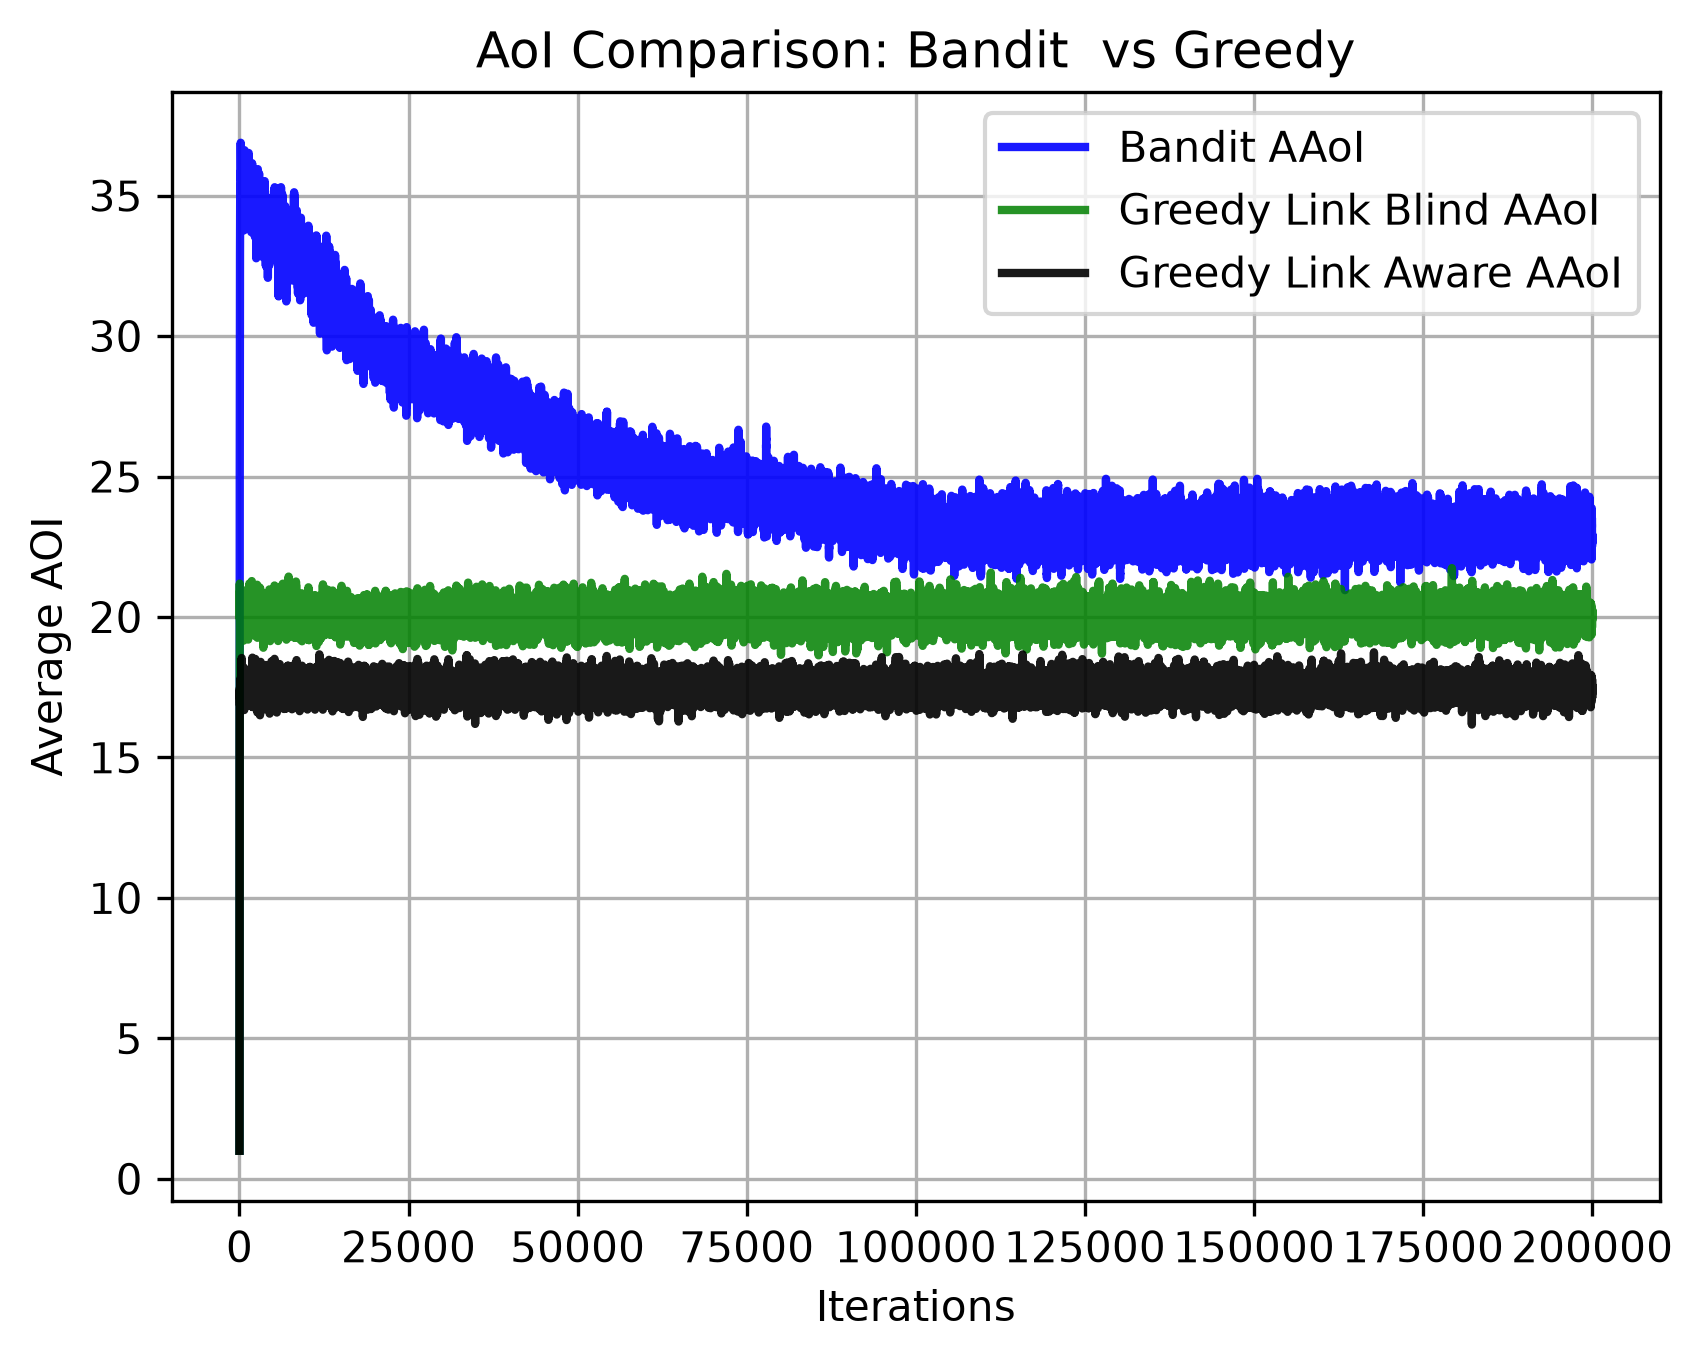 AoI Comparison: Bandit  vs Greedy
Bandit AAoI
Greedy Link Blind AAoI
Greedy Link Aware AAoI
Average AOI
35
30
25
20
15
10
5
0
0 25000 50000 75000 100000 125000 150000 175000 200000
Iterations